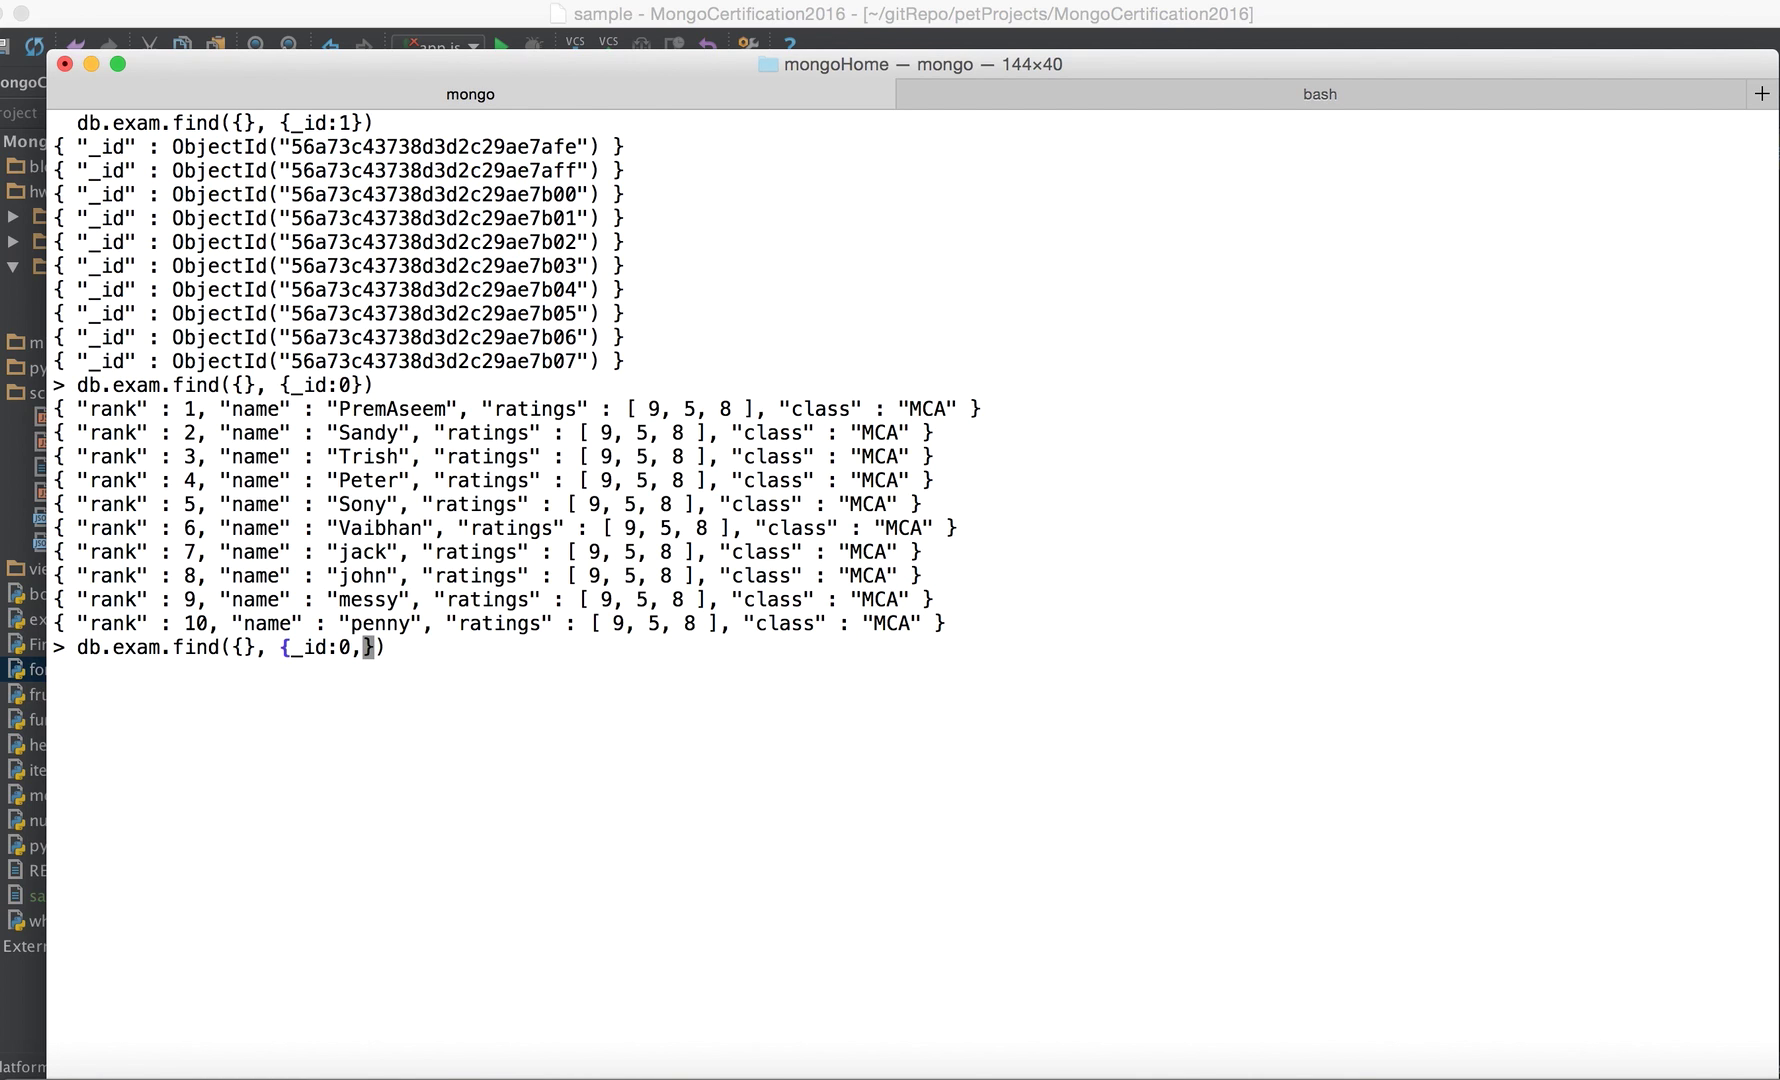 sample - MongoCertification2016 - [~/gitRepo/petProjects/MongoCertification2016]
app.js
VCS VCS
?
mongoHome — mongo — 144×40
mongo
bash
+
db.exam.find({}, {_id:1})
{ "_id" : ObjectId("56a73c43738d3d2c29ae7afe") }
{ "_id" : ObjectId("56a73c43738d3d2c29ae7aff") }
{ "_id" : ObjectId("56a73c43738d3d2c29ae7b00") }
{ "_id" : ObjectId("56a73c43738d3d2c29ae7b01") }
{ "_id" : ObjectId("56a73c43738d3d2c29ae7b02") }
{ "_id" : ObjectId("56a73c43738d3d2c29ae7b03") }
{ "_id" : ObjectId("56a73c43738d3d2c29ae7b04") }
{ "_id" : ObjectId("56a73c43738d3d2c29ae7b05") }
{ "_id" : ObjectId("56a73c43738d3d2c29ae7b06") }
{ "_id" : ObjectId("56a73c43738d3d2c29ae7b07") }
> db.exam.find({}, {_id:0})
{ "rank" : 1, "name" : "PremAseem", "ratings" : [ 9, 5, 8 ], "class" : "MCA" }
{ "rank" : 2, "name" : "Sandy", "ratings" : [ 9, 5, 8 ], "class" : "MCA" }
{ "rank" : 3, "name" : "Trish", "ratings" : [ 9, 5, 8 ], "class" : "MCA" }
{ "rank" : 4, "name" : "Peter", "ratings" : [ 9, 5, 8 ], "class" : "MCA" }
{ "rank" : 5, "name" : "Sony", "ratings" : [ 9, 5, 8 ], "class" : "MCA" }
{ "rank" : 6, "name" : "Vaibhan", "ratings" : [ 9, 5, 8 ], "class" : "MCA" }
{ "rank" : 7, "name" : "jack", "ratings" : [ 9, 5, 8 ], "class" : "MCA" }
{ "rank" : 8, "name" : "john", "ratings" : [ 9, 5, 8 ], "class" : "MCA" }
{ "rank" : 9, "name" : "messy", "ratings" : [ 9, 5, 8 ], "class" : "MCA" }
{ "rank" : 10, "name" : "penny", "ratings" : [ 9, 5, 8 ], "class" : "MCA" }
> db.exam.find({}, {_id:0,})
ongoC
roject
Mong
bl
hw
m
py
sc
vie
bo
ex
Fir
for
fru
fur
he
ite
me
nu
py
RE
sa
wh
Extern
latform